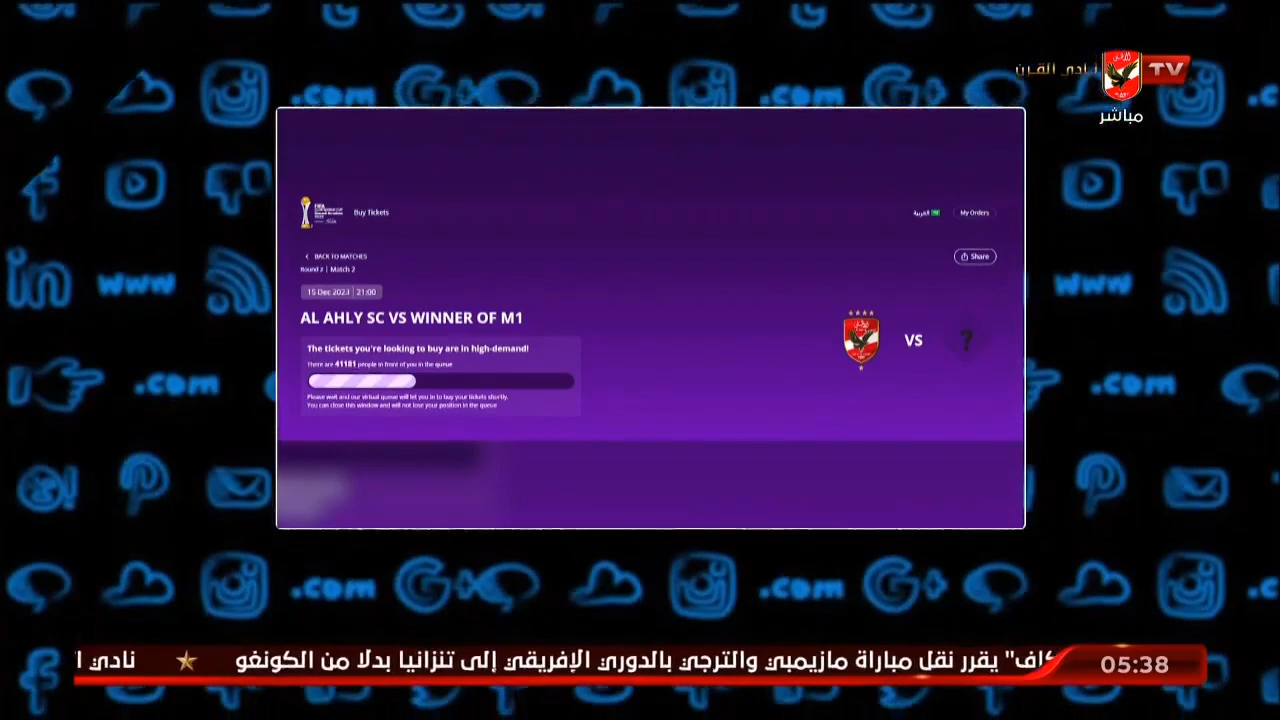 نادي القرن
TV
مباشر
Buy Tickets
العربية
My Orders
BACK TO MATCHES
Round 2 | Match 2
Share
15 Dec 2023 | 21:00
AL AHLY SC VS WINNER OF M1
The tickets you're looking to buy are in high-demand!
There are 41181 people in front of you in the queue
Please wait and our virtual queue will let you in to buy your tickets shortly.
You can close this window and will not lose your position in the queue
VS
?
كاف" يقرر نقل مباراة مازيمبي والترجي بالدوري الإفريقي إلى تنزانيا بدلا من الكونغو
نادي ا
05:38